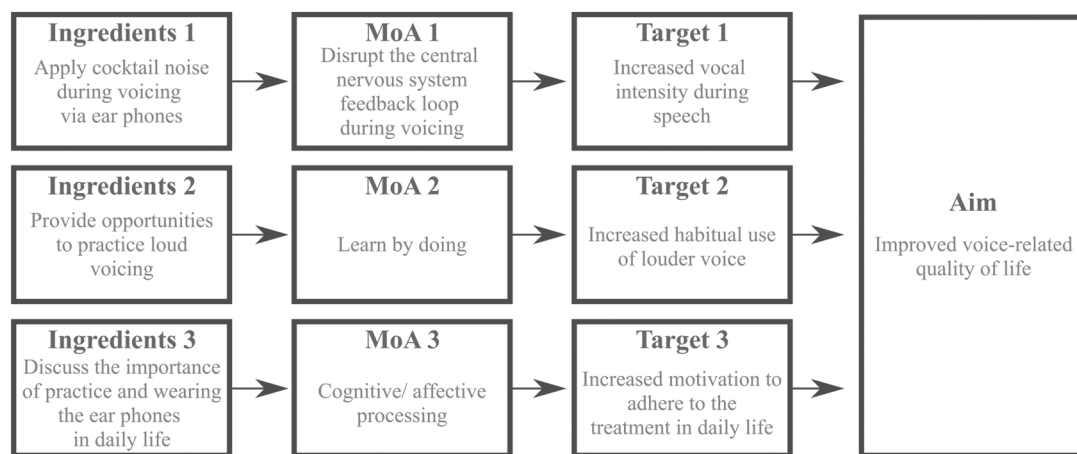 Ingredients 1
Apply cocktail noise
during voicing
via ear phones
MoA 1
Disrupt the central
nervous system
feedback loop
during voicing
Target 1
Increased vocal
intensity during
speech
Ingredients 2
Provide opportunities
to practice loud
voicing
MoA 2
Learn by doing
Target 2
Increased habitual use
of louder voice
Ingredients 3
Discuss the importance
of practice and wearing
the ear phones
in daily life
MoA 3
Cognitive/ affective
processing
Target 3
Increased motivation to
adhere to the
treatment in daily life
Aim
Improved voice-related
quality of life